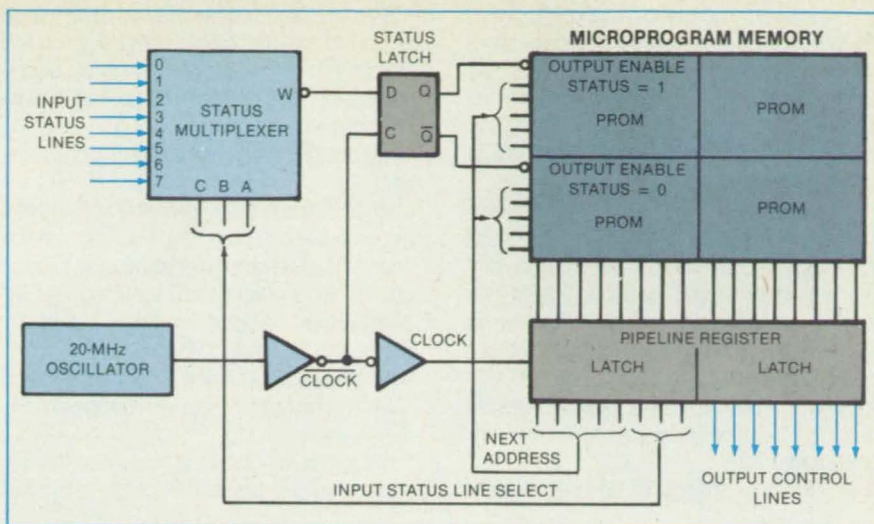 MICROPROGRAM MEMORY
STATUS
LATCH
0
1
2
3
4
5
6
7
INPUT
STATUS
LINES
STATUS
MULTIPLEXER
W
C B A
D Q
C Q̅
OUTPUT ENABLE
STATUS = 1
PROM
PROM
OUTPUT ENABLE
STATUS = 0
PROM
PROM
20-MHz
OSCILLATOR
C̅L̅O̅C̅K̅
CLOCK
PIPELINE REGISTER
LATCH
LATCH
NEXT
ADDRESS
INPUT STATUS LINE SELECT
OUTPUT CONTROL
LINES